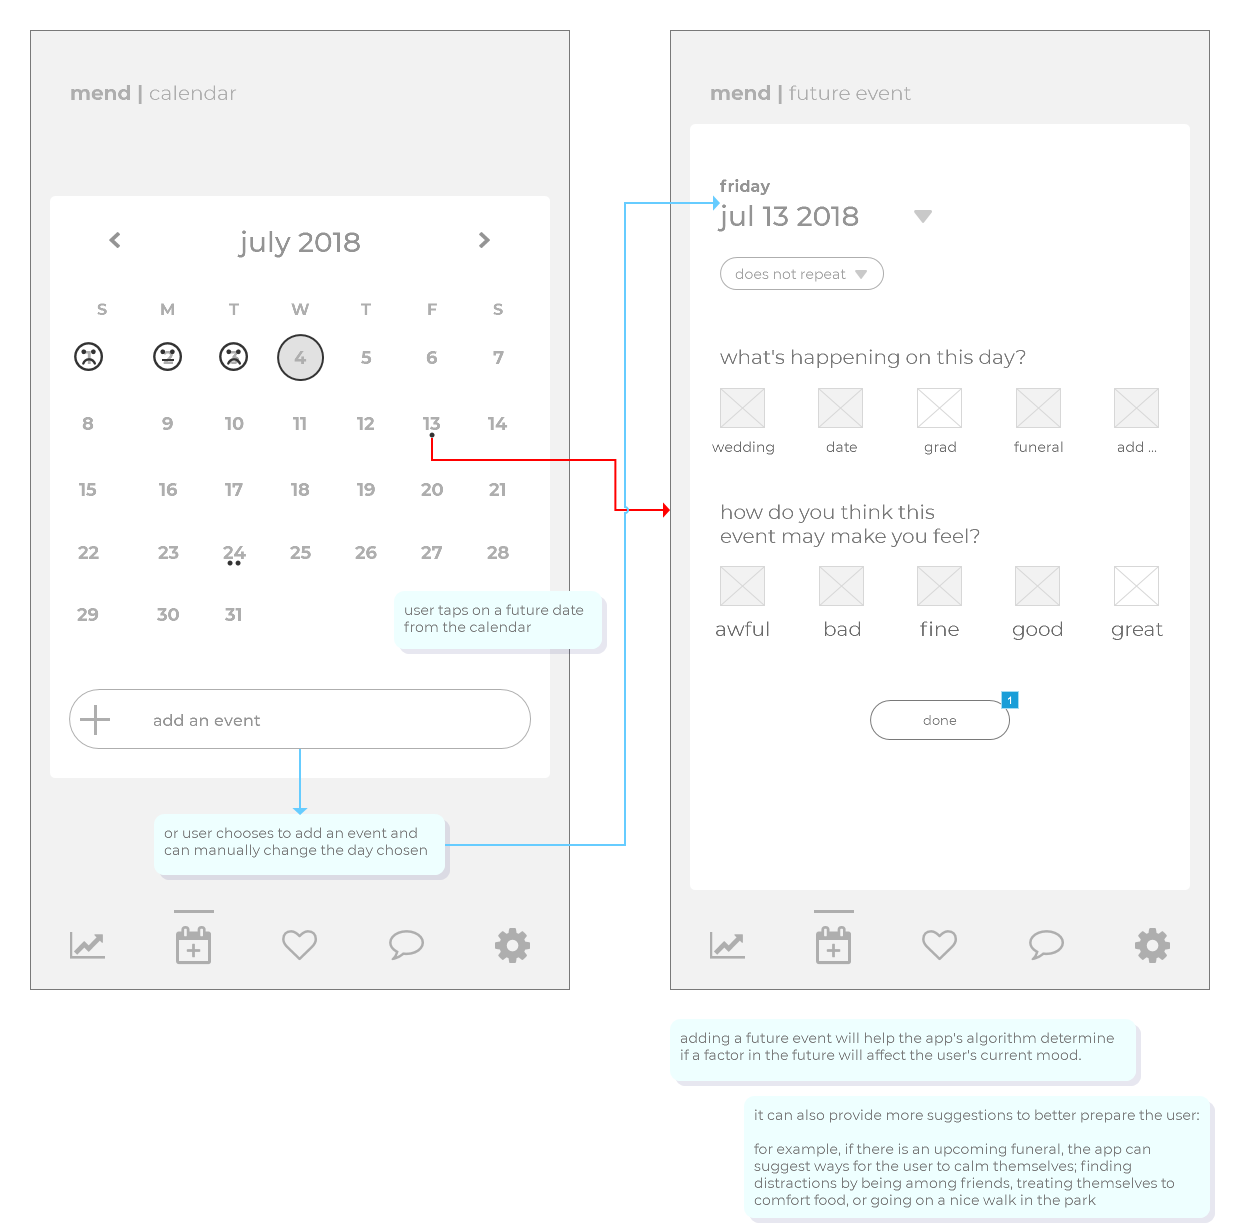 mend | calendar
july 2018
S M T W T F S
4 5 6 7
8 9 10 11 12 13 14
15 16 17 18 19 20 21
22 23 24 25 26 27 28
29 30 31
user taps on a future date
from the calendar
add an event
or user chooses to add an event and
can manually change the day chosen
mend | future event
friday
jul 13 2018
does not repeat
what's happening on this day?
wedding date grad funeral add ...
how do you think this
event may make you feel?
awful bad fine good great
1
done
adding a future event will help the app's algorithm determine
if a factor in the future will affect the user's current mood.
it can also provide more suggestions to better prepare the user:
for example, if there is an upcoming funeral, the app can
suggest ways for the user to calm themselves; finding
distractions by being among friends, treating themselves to
comfort food, or going on a nice walk in the park